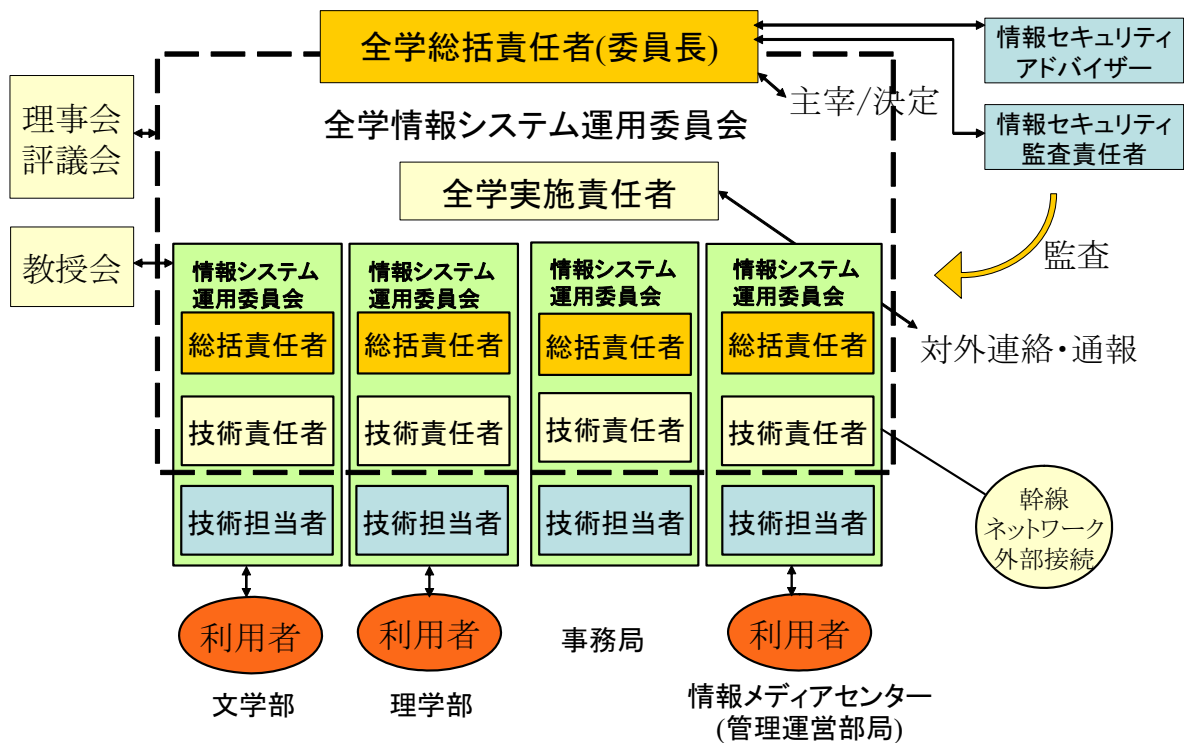 全学総括責任者(委員長)
情報セキュリティ
アドバイザー
主宰/決定
理事会
評議会
全学情報システム運用委員会
情報セキュリティ
監査責任者
全学実施責任者
監査
教授会
情報システム
運用委員会
総括責任者
技術責任者
技術担当者
利用者
文学部
情報システム
運用委員会
総括責任者
技術責任者
技術担当者
利用者
理学部
情報システム
運用委員会
総括責任者
技術責任者
技術担当者
事務局
情報システム
運用委員会
総括責任者
技術責任者
技術担当者
利用者
情報メディアセンター
(管理運営部局)
対外連絡・通報
幹線
ネットワーク
外部接続